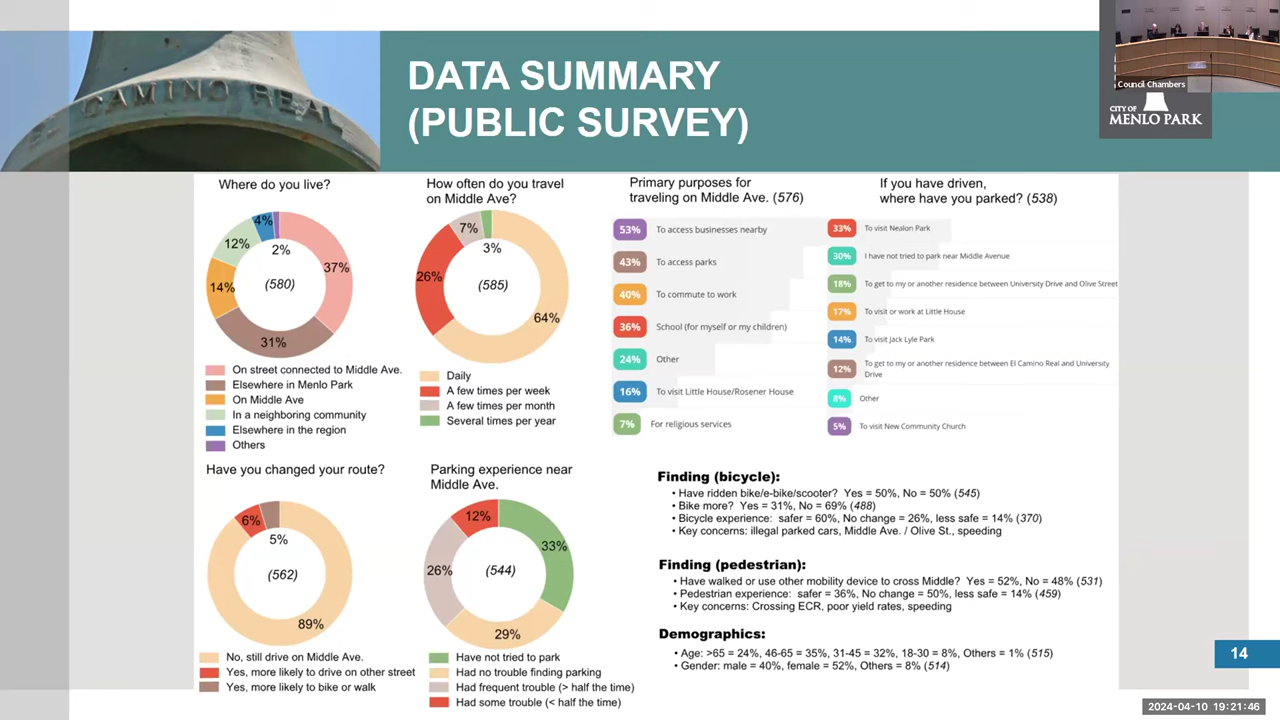 CAMINO REAL
DATA SUMMARY
(PUBLIC SURVEY)
Council Chambers
CITY OF
MENLO PARK
Where do you live?
4%
2%
12%
37%
14%
(580)
31%
On street connected to Middle Ave.
Elsewhere in Menlo Park
On Middle Ave
In a neighboring community
Elsewhere in the region
Others
How often do you travel
on Middle Ave?
7%
3%
26%
(585)
64%
Daily
A few times per week
A few times per month
Several times per year
Primary purposes for
traveling on Middle Ave. (576)
53% To access businesses nearby
43% To access parks
40% To commute to work
36% School (for myself or my children)
24% Other
16% To visit Little House/Rosener House
7% For religious services
If you have driven,
where have you parked? (538)
33% To visit Nealon Park
30% I have not tried to park near Middle Avenue
18% To get to my or another residence between University Drive and Olive Street
17% To visit or work at Little House
14% To visit Jack Lyle Park
12% To get to my or another residence between El Camino Real and University
Drive
8% Other
5% To visit New Community Church
Have you changed your route?
6%
5%
(562)
89%
No, still drive on Middle Ave.
Yes, more likely to drive on other street
Yes, more likely to bike or walk
Parking experience near
Middle Ave.
12%
33%
26%
(544)
29%
Have not tried to park
Had no trouble finding parking
Had frequent trouble (> half the time)
Had some trouble (< half the time)
Finding (bicycle):
• Have ridden bike/e-bike/scooter? Yes = 50%, No = 50% (545)
• Bike more? Yes = 31%, No = 69% (488)
• Bicycle experience: safer = 60%, No change = 26%, less safe = 14% (370)
• Key concerns: illegal parked cars, Middle Ave. / Olive St., speeding
Finding (pedestrian):
• Have walked or use other mobility device to cross Middle? Yes = 52%, No = 48% (531)
• Pedestrian experience: safer = 36%, No change = 50%, less safe = 14% (459)
• Key concerns: Crossing ECR, poor yield rates, speeding
Demographics:
• Age: >65 = 24%, 46-65 = 35%, 31-45 = 32%, 18-30 = 8%, Others = 1% (515)
• Gender: male = 40%, female = 52%, Others = 8% (514)
14
2024-04-10 19:21:46